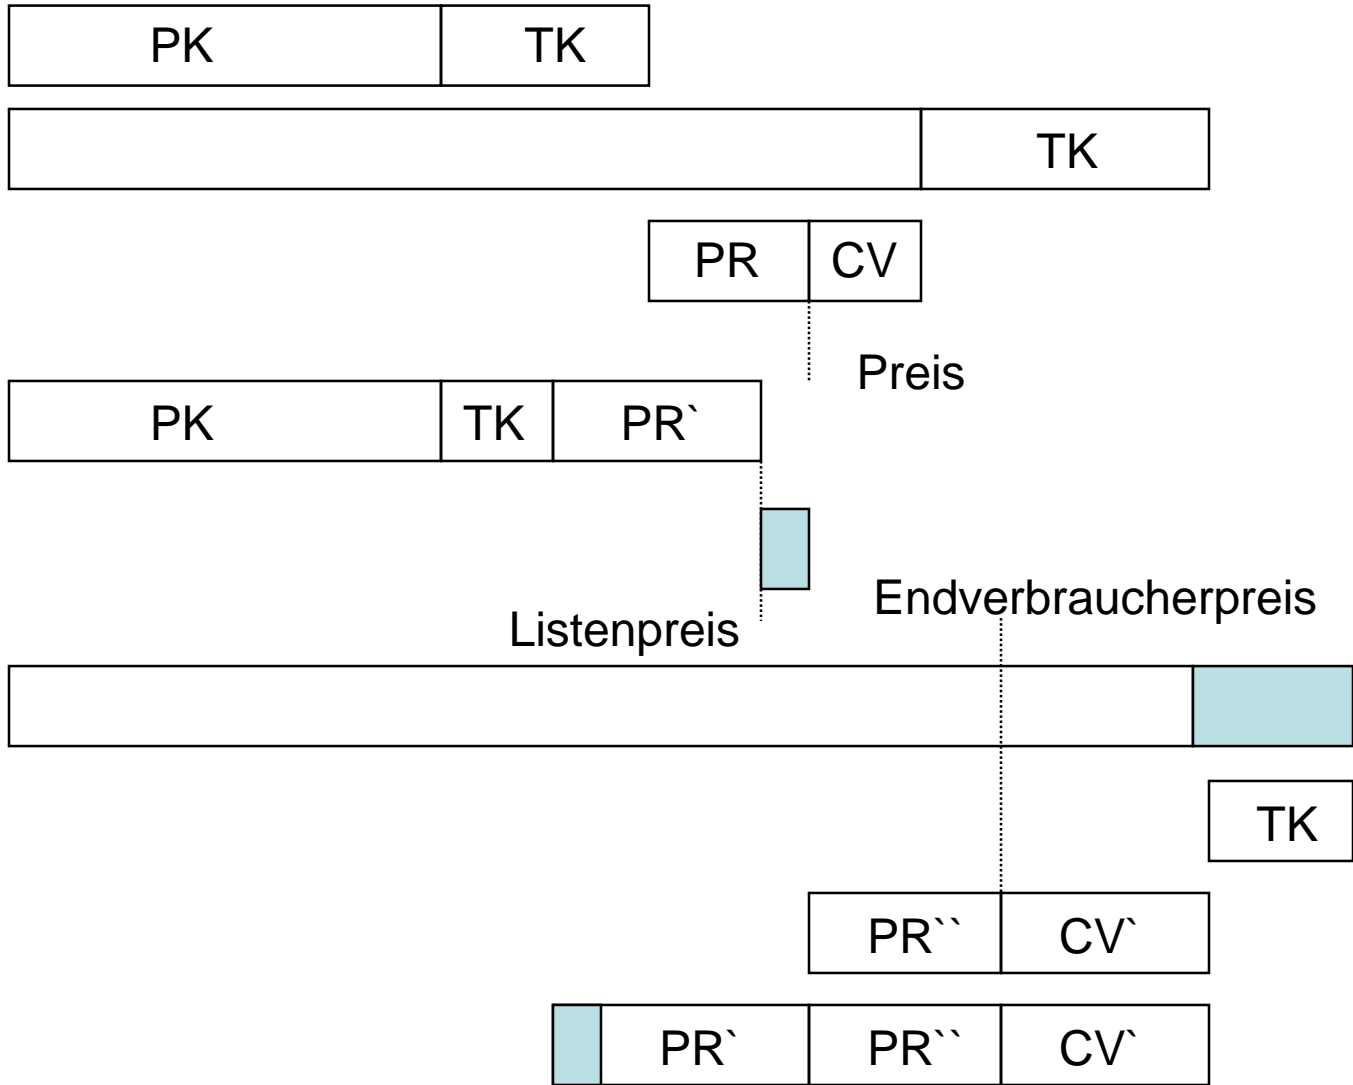 PK TK
TK
PR CV
Preis
PK TK PR`
Endverbraucherpreis
Listenpreis
TK
PR`` CV`
PR` PR`` CV`